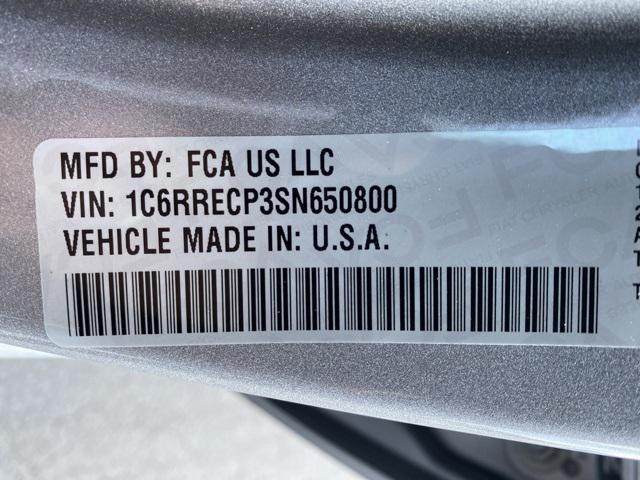 MFD BY: FCA US LLC
VIN: 1C6RRECP3SN650800
VEHICLE MADE IN: U.S.A.